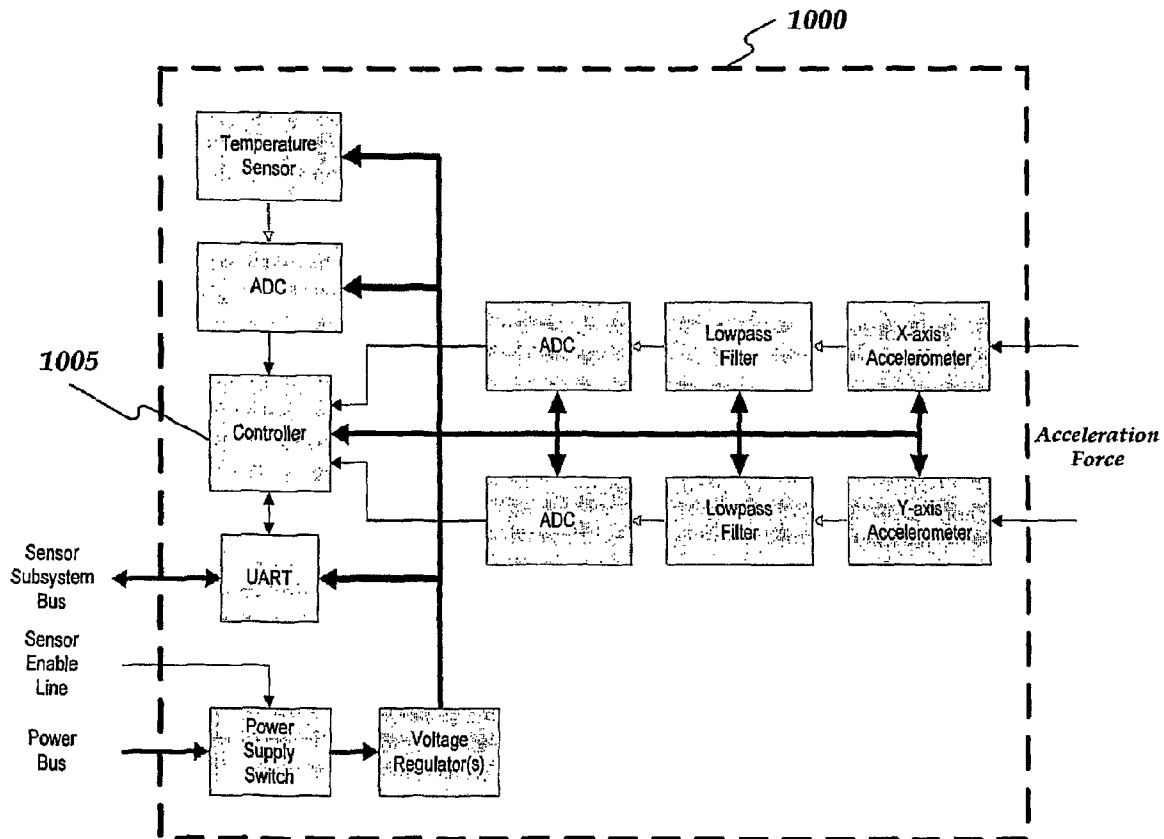 1000
Temperature
Sensor
ADC
1005
Controller
ADC
Lowpass
Filter
X-axis
Accelerometer
Acceleration
Force
ADC
Lowpass
Filter
Y-axis
Accelerometer
Sensor
Subsystem
Bus
UART
Sensor
Enable
Line
Power
Bus
Power
Supply
Switch
Voltage
Regulator(s)